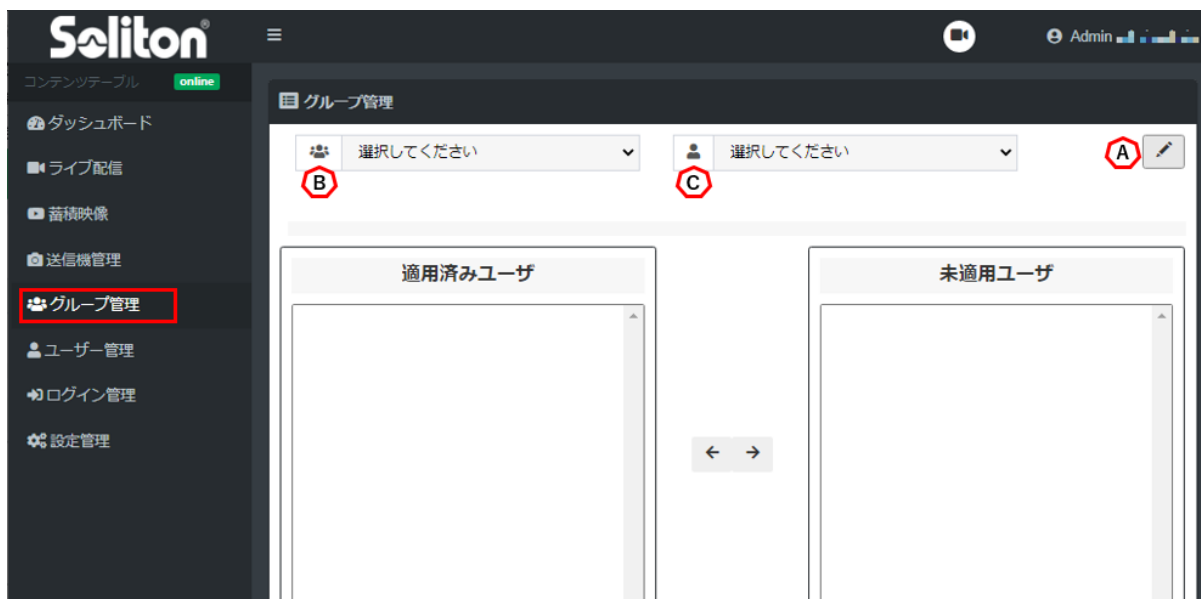 Soliton®
Admin
コンテンツテーブル online
ダッシュボード
ライブ配信
蓄積映像
送信機管理
グループ管理
ユーザー管理
ログイン管理
設定管理
グループ管理
選択してください
B
選択してください
C
A
適用済みユーザ
未適用ユーザ